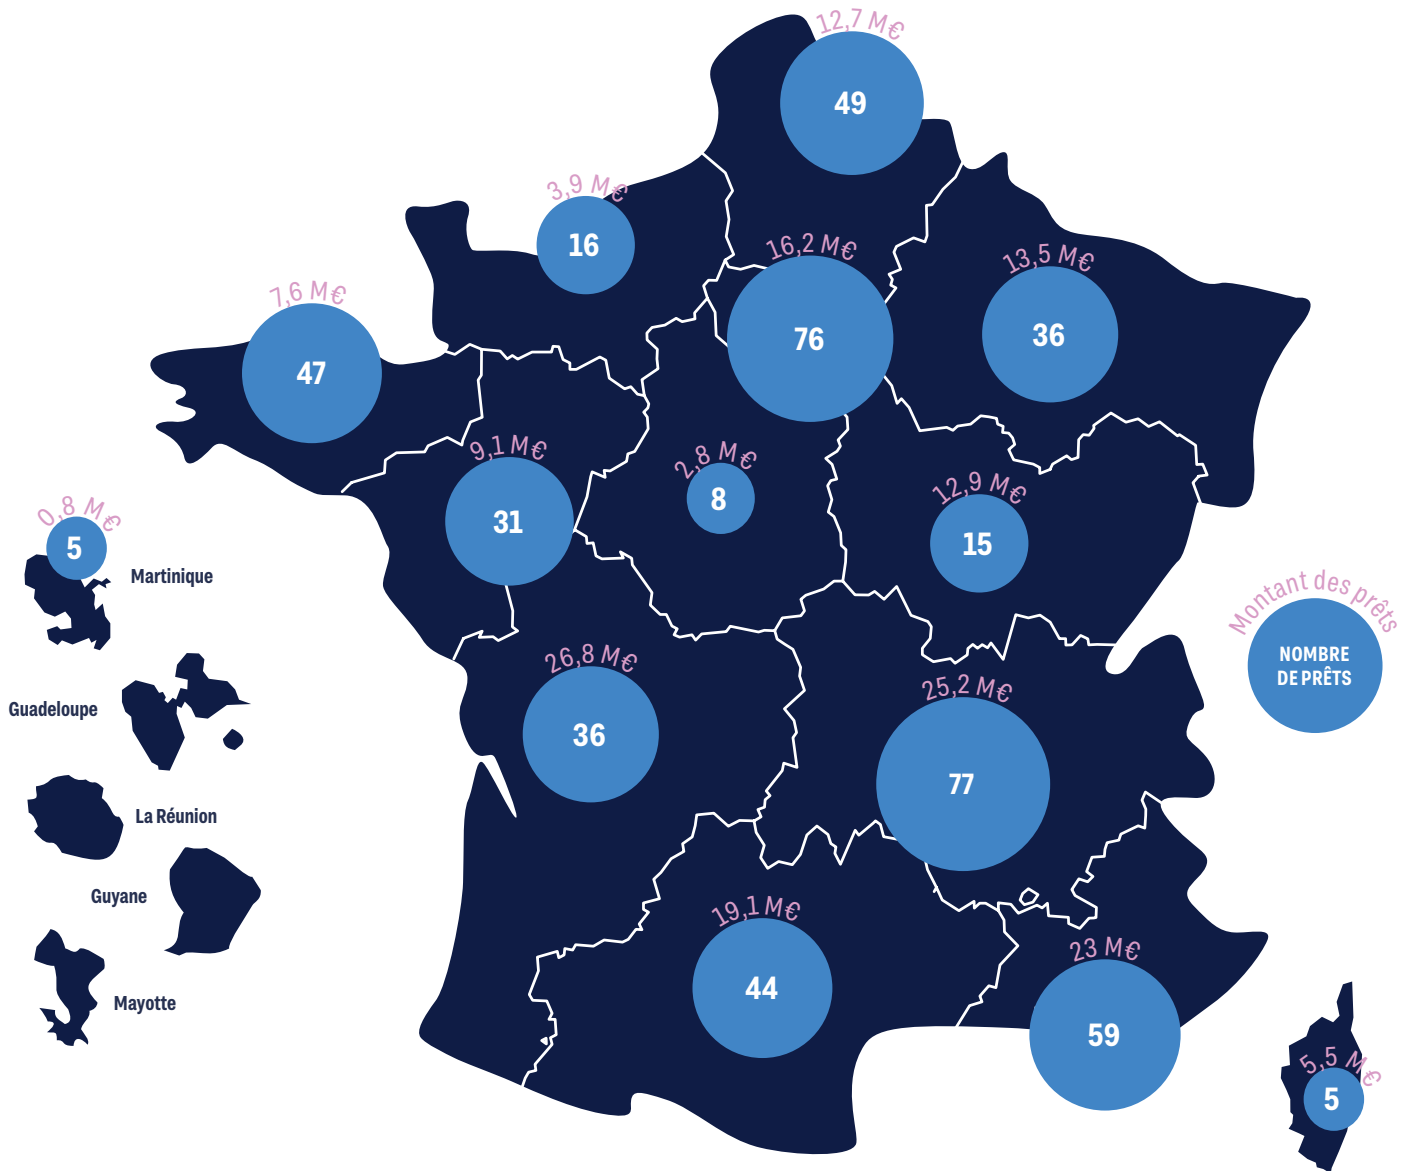 12,7 M€
49
3,9 M€
16
16,2 M€
76
13,5 M€
36
7,6 M€
47
9,1 M€
31
2,8 M€
8
12,9 M€
15
0,8 M€
5
Martinique
Montant des prêts
NOMBRE
DE PRÊTS
26,8 M€
36
25,2 M€
77
Guadeloupe
La Réunion
Guyane
19,1 M€
44
23 M€
59
Mayotte
5,5 M€
5